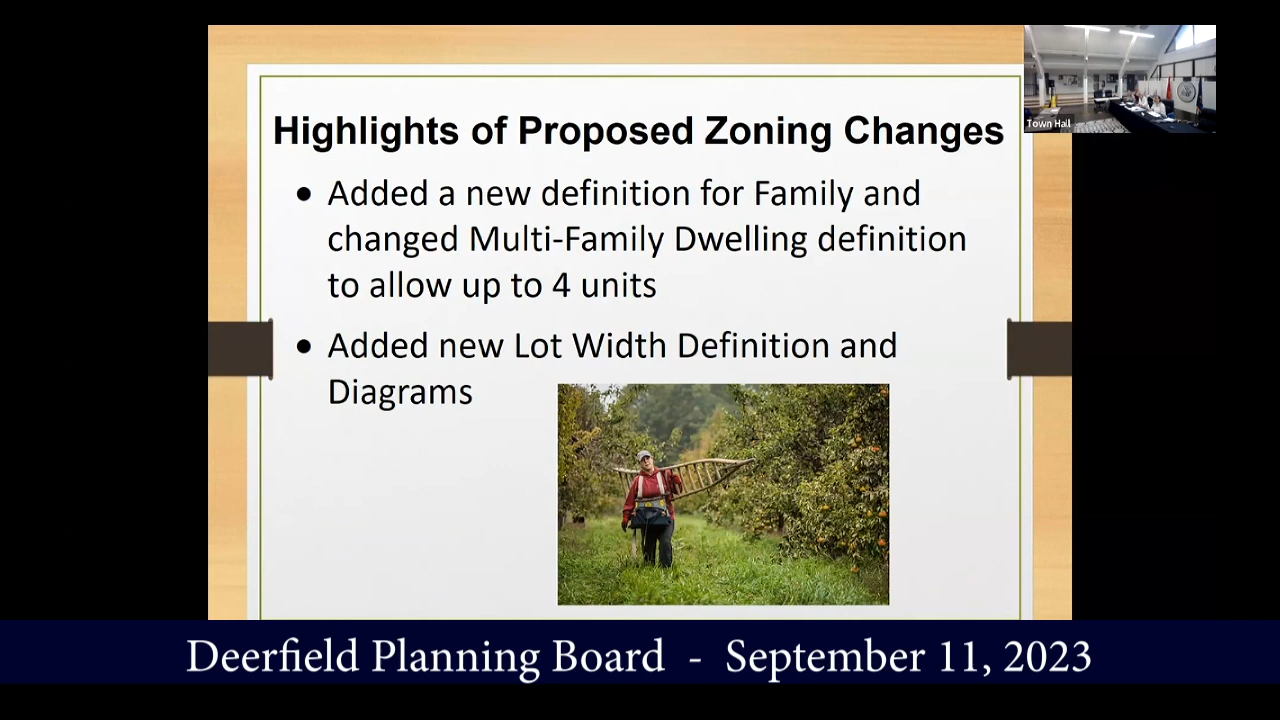 Highlights of Proposed Zoning Changes
• Added a new definition for Family and
changed Multi-Family Dwelling definition
to allow up to 4 units
• Added new Lot Width Definition and
Diagrams
Town Hall
Deerfield Planning Board - September 11, 2023